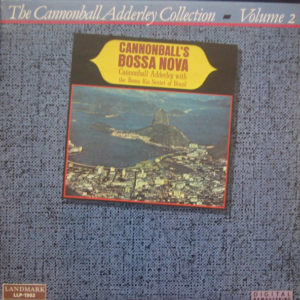 The Cannonball Adderley Collection - Volume 2
CANNONBALL'S
BOSSA NOVA
Cannonball Adderley with
the Bossa Rio Sextet of Brazil
LANDMARK
LLP-1302
DIGITAL